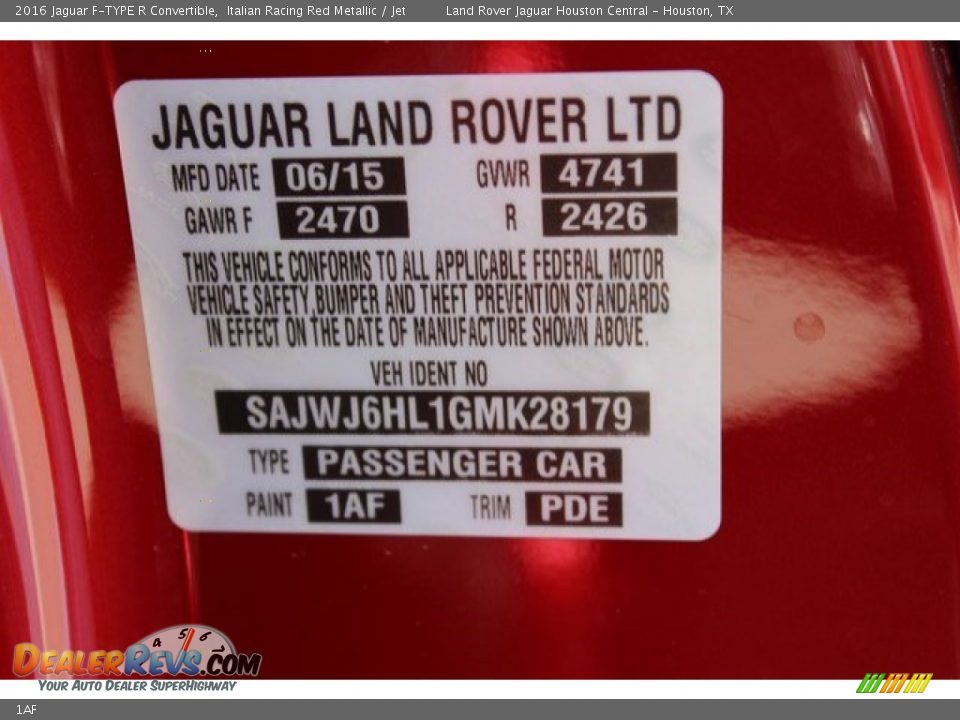 2016 Jaguar F-TYPE R Convertible, Italian Racing Red Metallic / Jet Land Rover Jaguar Houston Central - Houston, TX
JAGUAR LAND ROVER LTD
MFD DATE 06/15 GVWR 4741
GAWR F 2470 R 2426
THIS VEHICLE CONFORMS TO ALL APPLICABLE FEDERAL MOTOR
VEHICLE SAFETY,BUMPER AND THEFT PREVENTION STANDARDS
IN EFFECT ON THE DATE OF MANUFACTURE SHOWN ABOVE.
VEH IDENT NO
SAJWJ6HL1GMK28179
TYPE PASSENGER CAR
PAINT 1AF TRIM PDE
4 5 6
DEALERREVS.COM
YOUR AUTO DEALER SUPERHIGHWAY
1AF